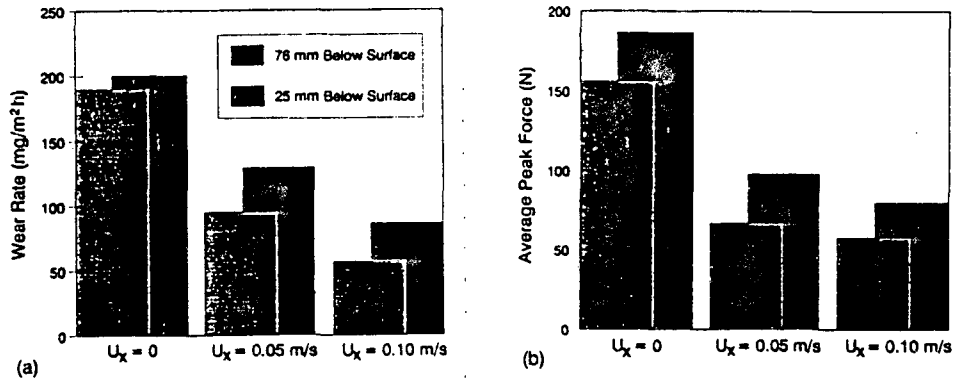 250
200
150
100
50
0
Wear Rate (mg/m²h)
76 mm Below Surface
25 mm Below Surface
Uₓ = 0
Uₓ = 0.05 m/s
Uₓ = 0.10 m/s
(a)
200
150
100
50
0
Average Peak Force (N)
Uₓ = 0
Uₓ = 0.05 m/s
Uₓ = 0.10 m/s
(b)